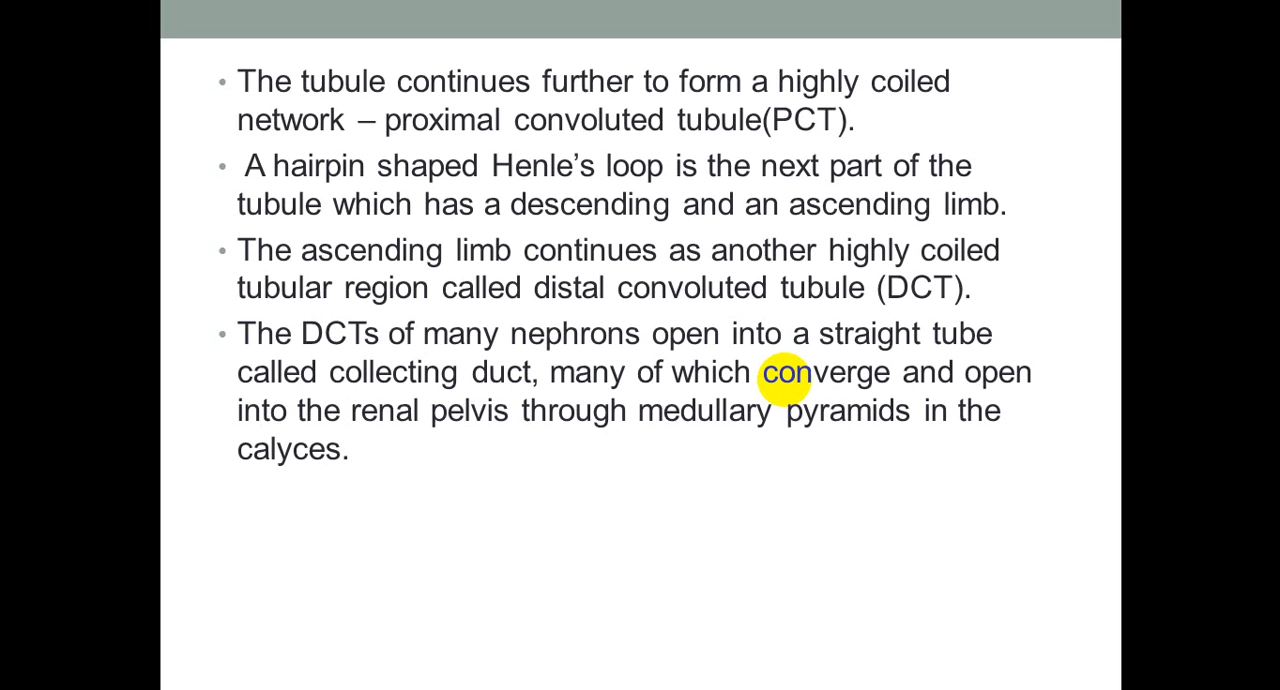 • The tubule continues further to form a highly coiled
network – proximal convoluted tubule(PCT).
• A hairpin shaped Henle’s loop is the next part of the
tubule which has a descending and an ascending limb.
• The ascending limb continues as another highly coiled
tubular region called distal convoluted tubule (DCT).
• The DCTs of many nephrons open into a straight tube
called collecting duct, many of which converge and open
into the renal pelvis through medullary pyramids in the
calyces.